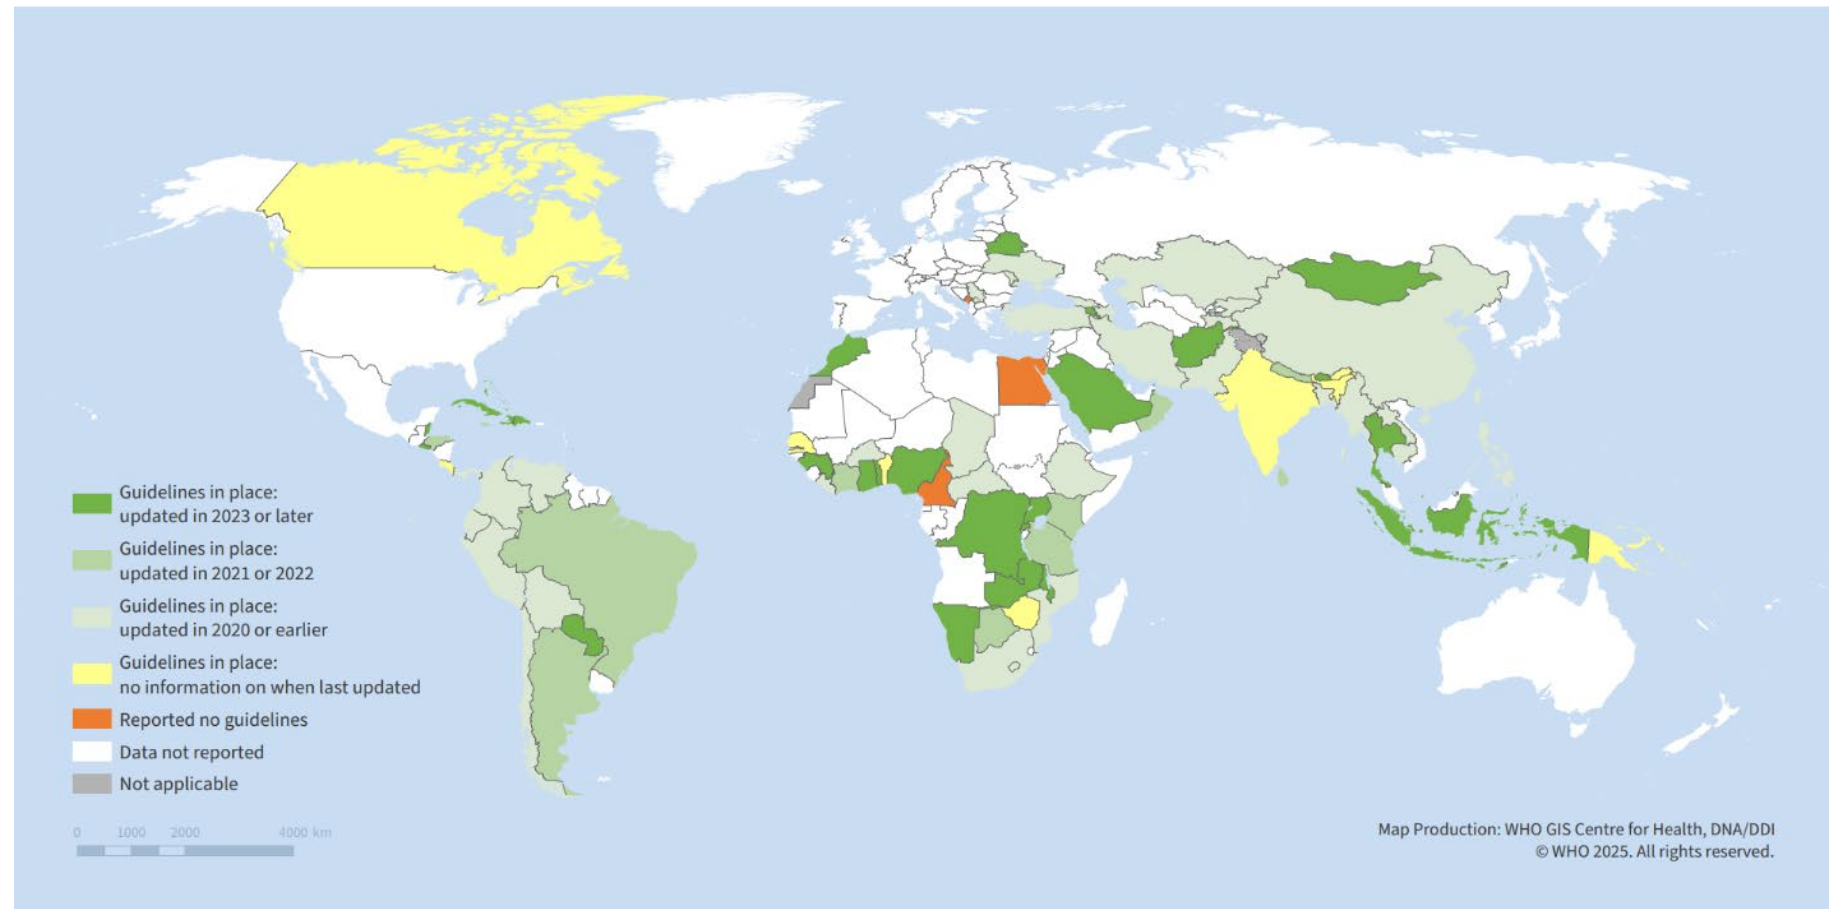 Guidelines in place:
updated in 2023 or later
Guidelines in place:
updated in 2021 or 2022
Guidelines in place:
updated in 2020 or earlier
Guidelines in place:
no information on when last updated
Reported no guidelines
Data not reported
Not applicable
0 1000 2000 4000 km
Map Production: WHO GIS Centre for Health, DNA/DDI
© WHO 2025. All rights reserved.